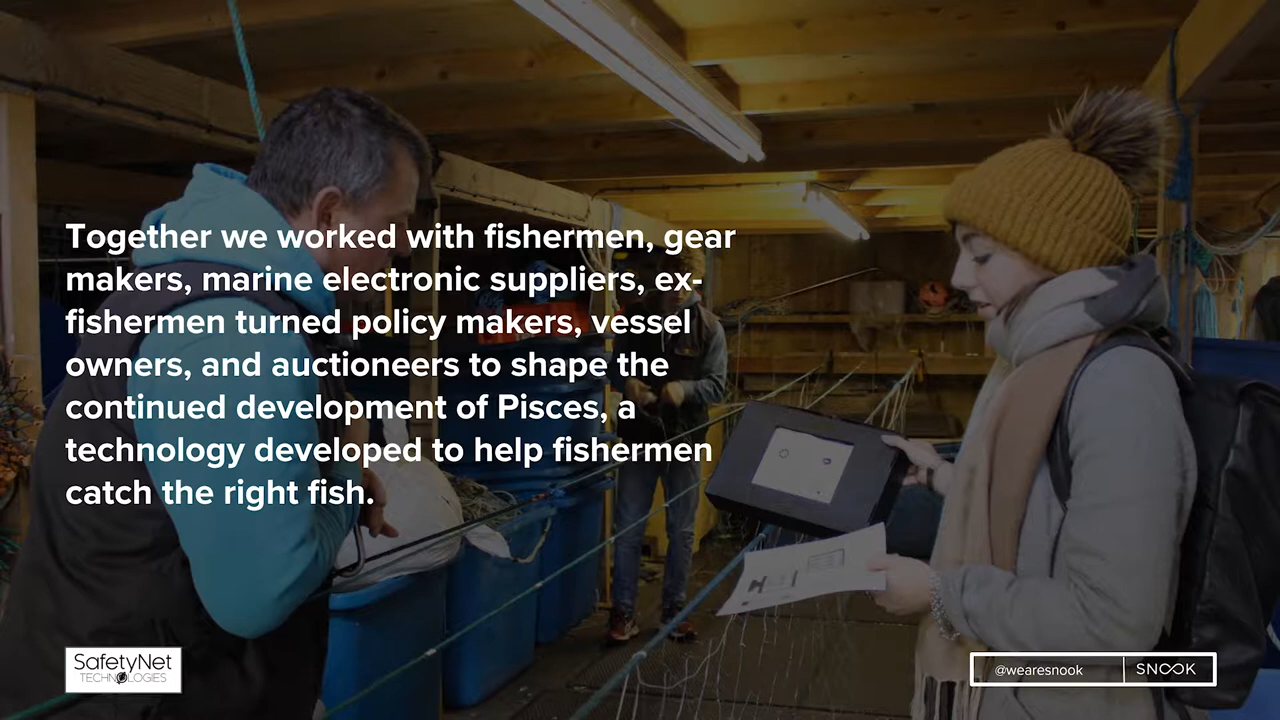 Together we worked with fishermen, gear
makers, marine electronic suppliers, ex-
fishermen turned policy makers, vessel
owners, and auctioneers to shape the
continued development of Pisces, a
technology developed to help fishermen
catch the right fish.
SafetyNet
TECHNOLOGIES
@wearesnook
SNOOK